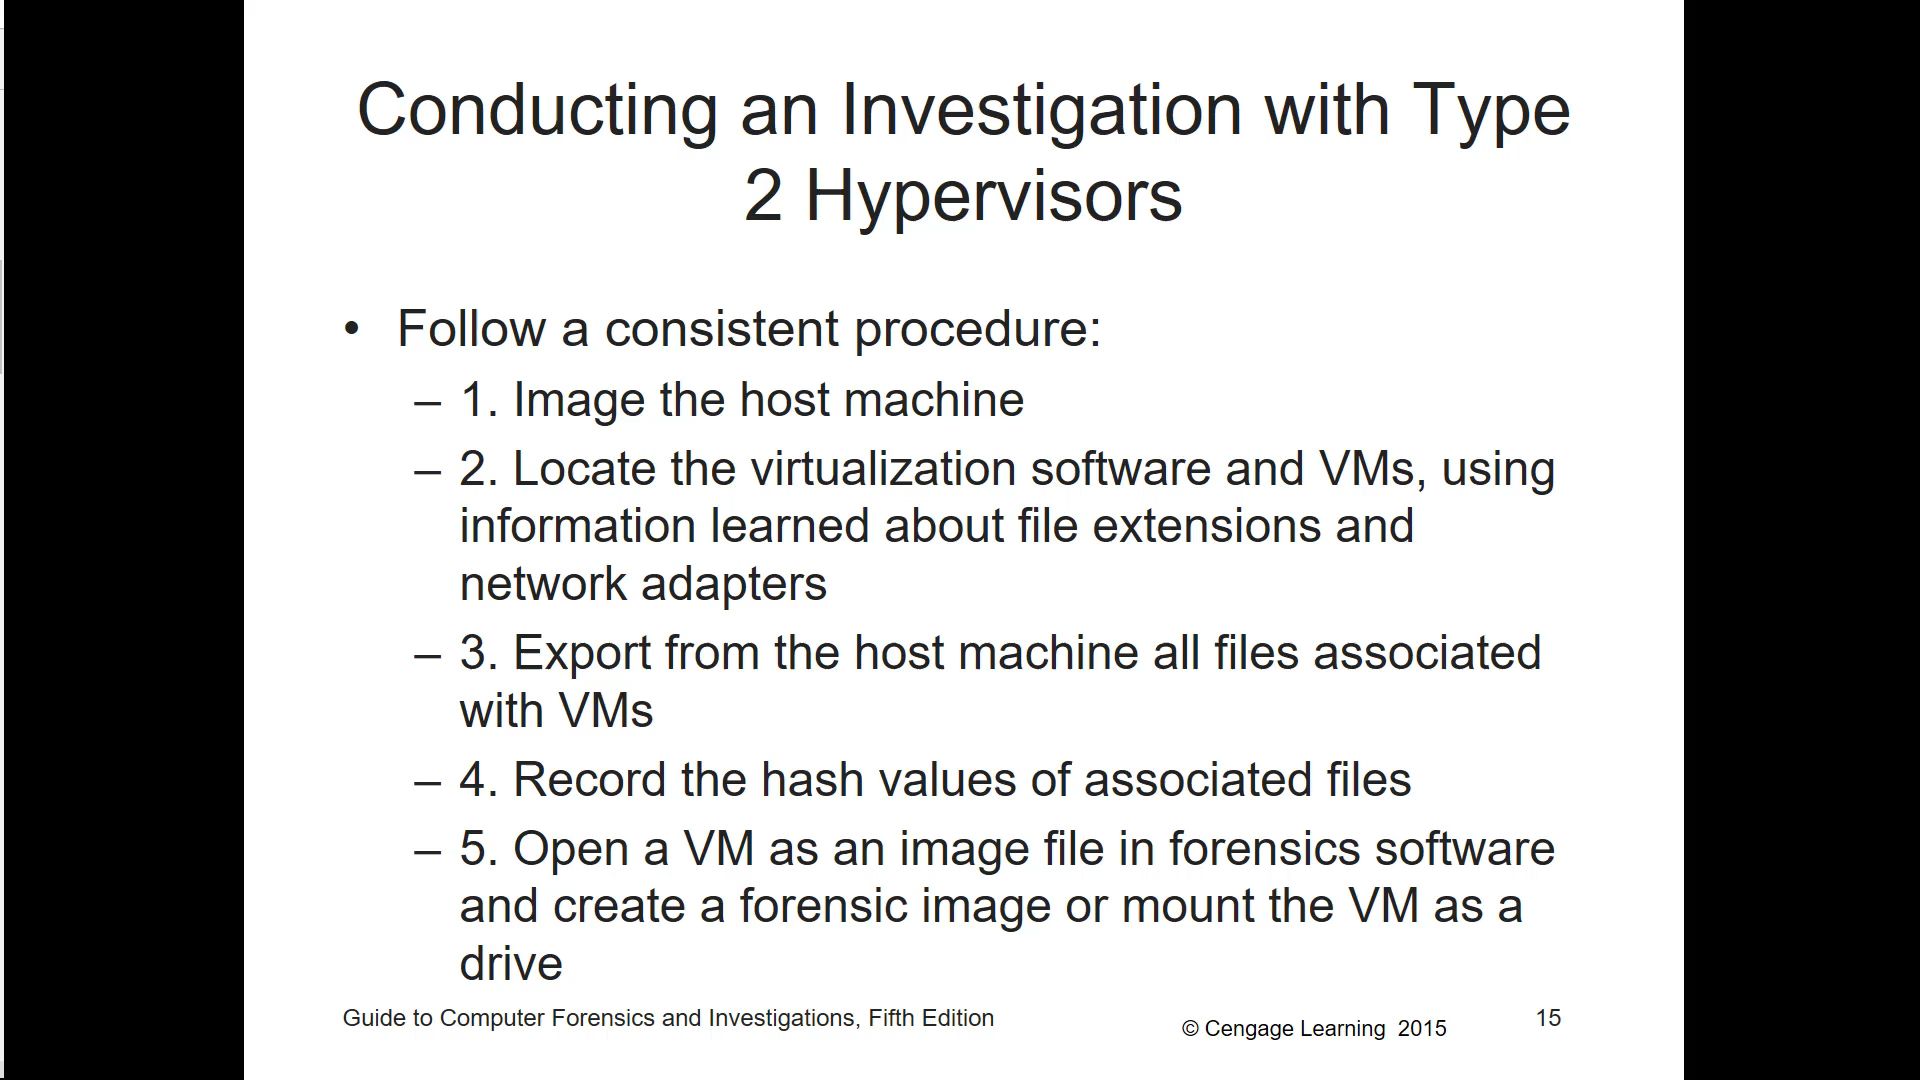 Conducting an Investigation with Type
2 Hypervisors
• Follow a consistent procedure:
– 1. Image the host machine
– 2. Locate the virtualization software and VMs, using
information learned about file extensions and
network adapters
– 3. Export from the host machine all files associated
with VMs
– 4. Record the hash values of associated files
– 5. Open a VM as an image file in forensics software
and create a forensic image or mount the VM as a
drive
Guide to Computer Forensics and Investigations, Fifth Edition
© Cengage Learning 2015
15